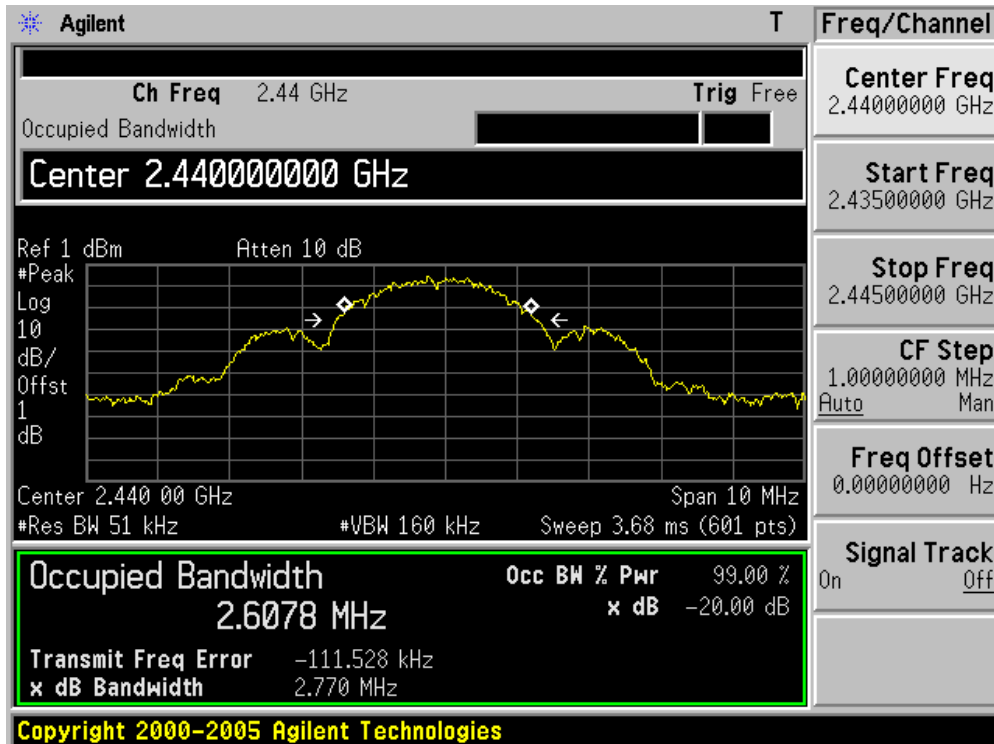 Agilent T
Ch Freq 2.44 GHz Trig Free
Occupied Bandwidth
Center 2.440000000 GHz
Ref 1 dBm Atten 10 dB
#Peak
Log
10
dB/
Offst
1
dB
Center 2.440 00 GHz Span 10 MHz
#Res BW 51 kHz #VBW 160 kHz Sweep 3.68 ms (601 pts)
Occupied Bandwidth Occ BW % Pwr 99.00 %
2.6078 MHz x dB -20.00 dB
Transmit Freq Error -111.528 kHz
x dB Bandwidth 2.770 MHz
Copyright 2000-2005 Agilent Technologies
Freq/Channel
Center Freq
2.44000000 GHz
Start Freq
2.43500000 GHz
Stop Freq
2.44500000 GHz
CF Step
1.00000000 MHz
Auto Man
Freq Offset
0.00000000 Hz
Signal Track
On Off